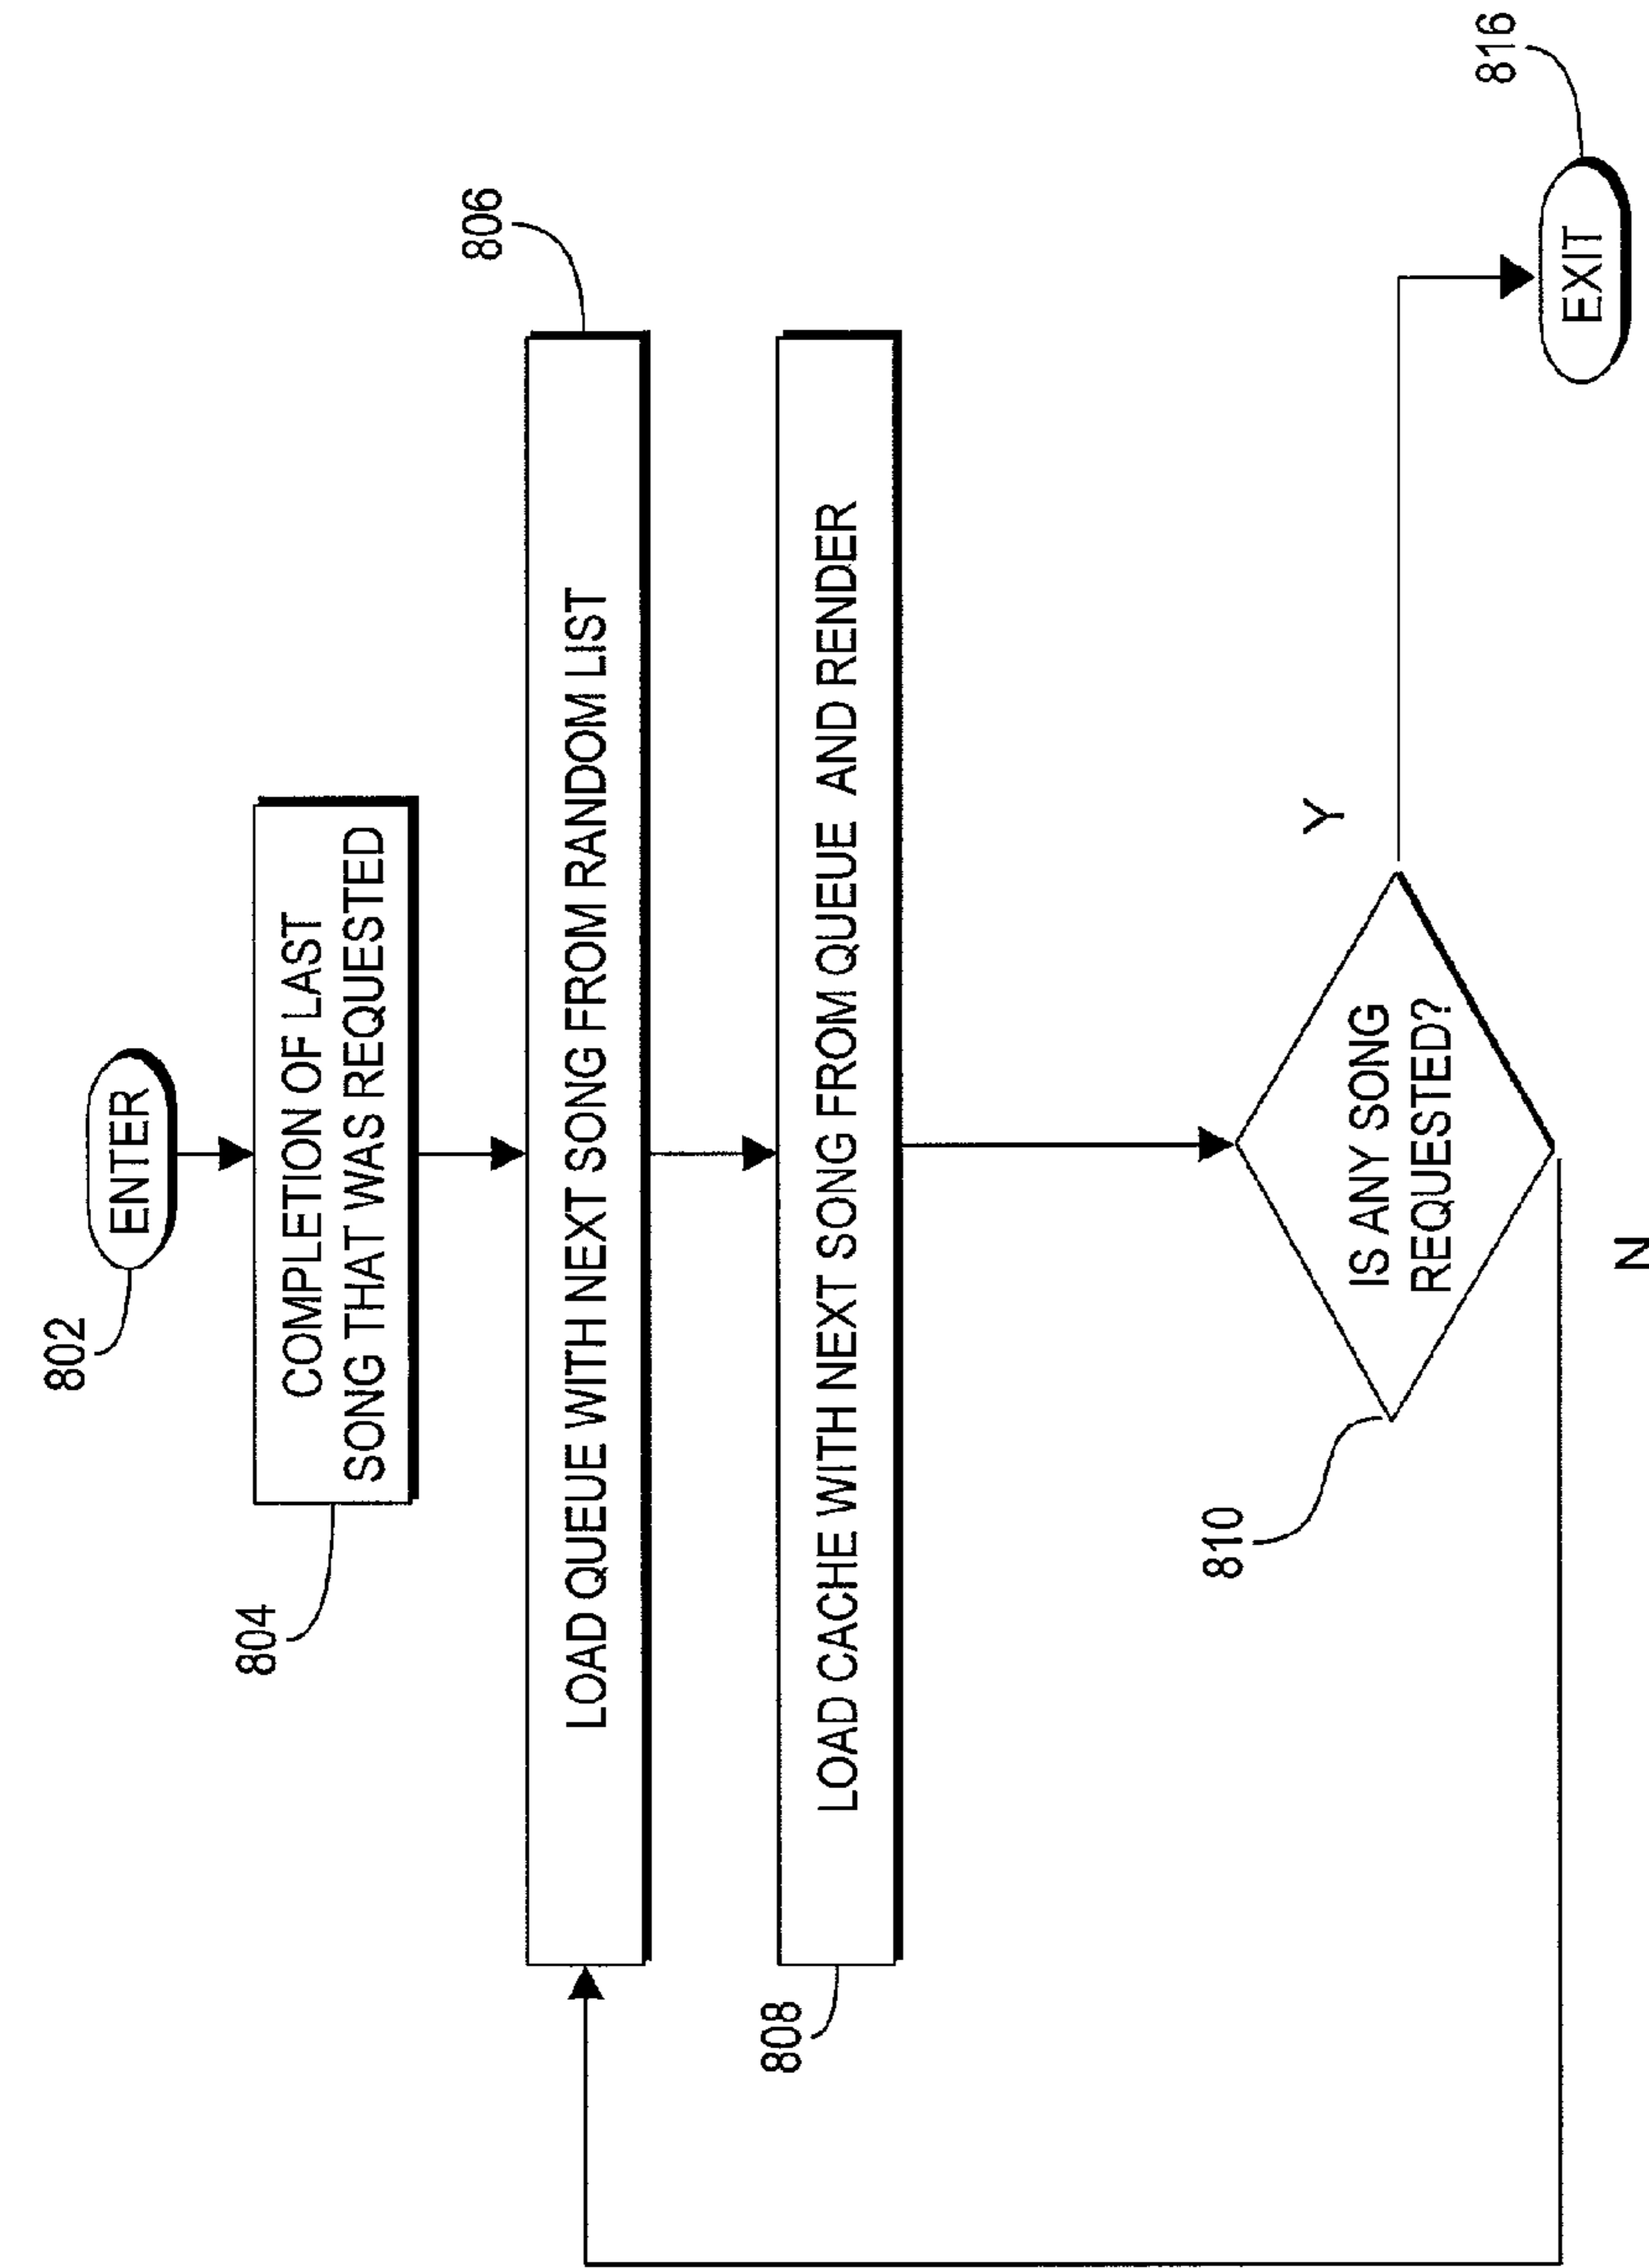 802
ENTER
804
COMPLETION OF LAST
SONG THAT WAS REQUESTED
806
LOAD QUEUE WITH NEXT SONG FROM RANDOM LIST
808
LOAD CACHE WITH NEXT SONG FROM QUEUE AND RENDER
810
IS ANY SONG
REQUESTED?
Y
N
816
EXIT